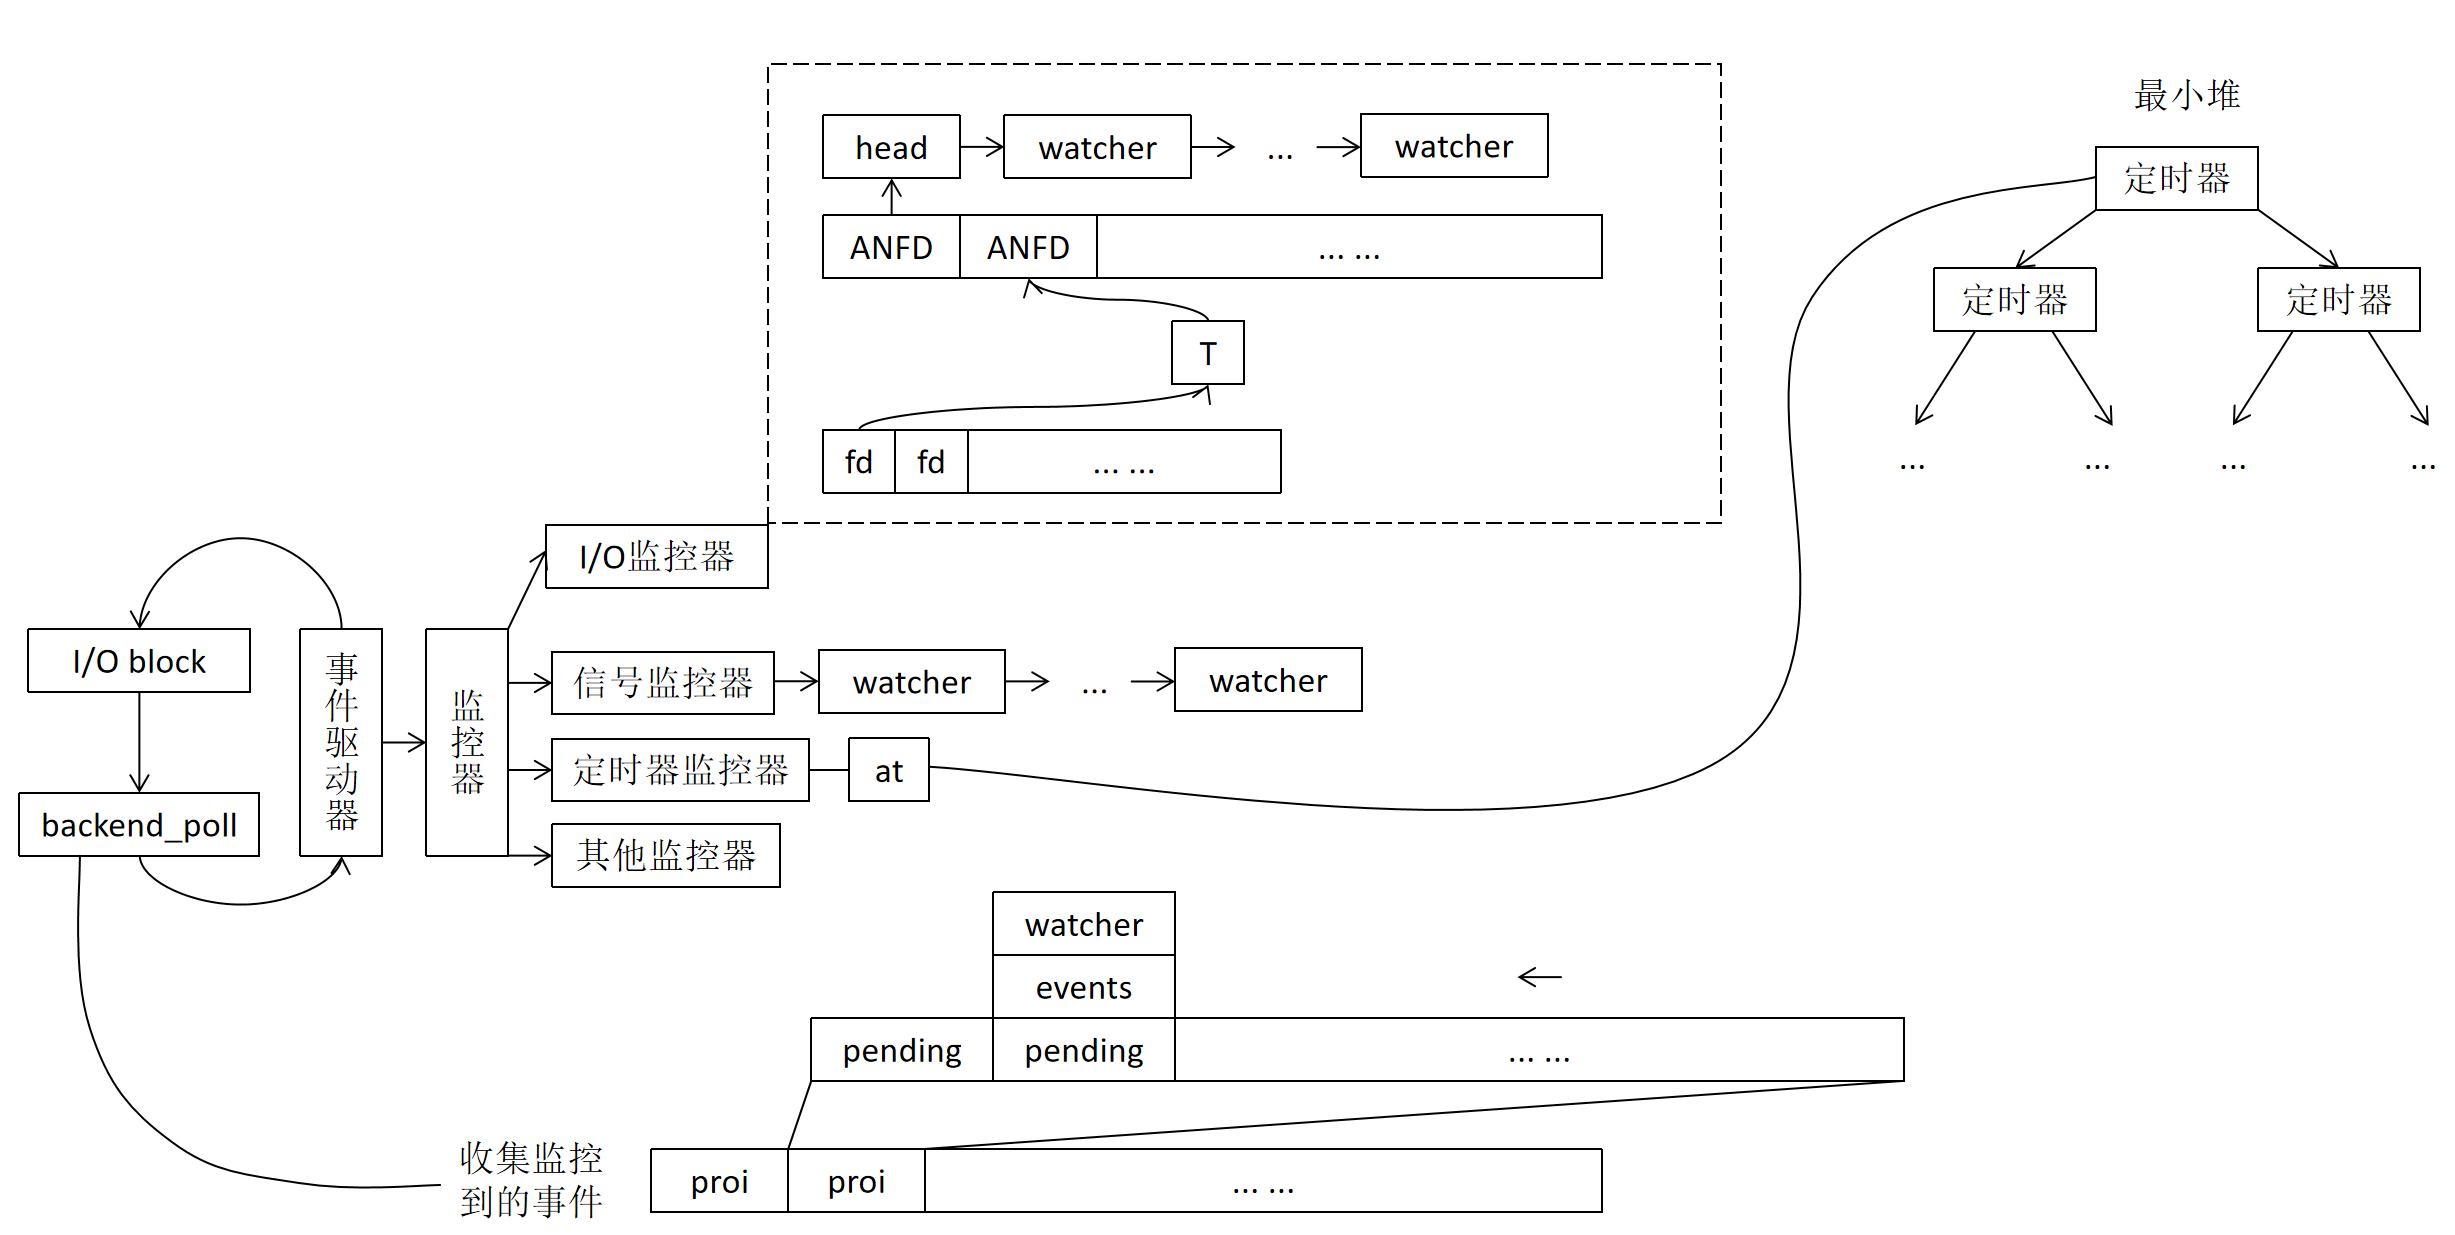 最小堆
head
watcher
...
watcher
定时器
ANFD
ANFD
... ...
定时器
定时器
T
fd
fd
... ...
...
...
...
...
I/O监控器
I/O block
事件驱动器
监控器
信号监控器
watcher
...
watcher
定时器监控器
at
backend_poll
其他监控器
watcher
events
pending
pending
... ...
收集监控
到的事件
proi
proi
... ...